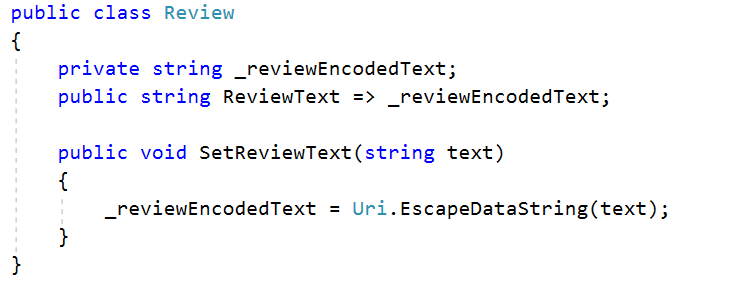 public class Review
{
private string _reviewEncodedText;
public string ReviewText => _reviewEncodedText;
public void SetReviewText(string text)
{
_reviewEncodedText = Uri.EscapeDataString(text);
}
}